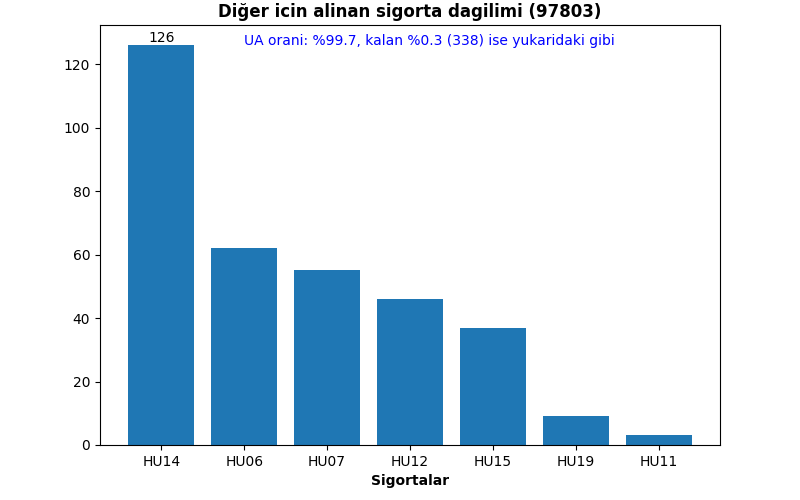 Diğer icin alinan sigorta dagilimi (97803)
126
UA orani: %99.7, kalan %0.3 (338) ise yukaridaki gibi
120
100
80
60
40
20
0
HU14 HU06 HU07 HU12 HU15 HU19 HU11
Sigortalar